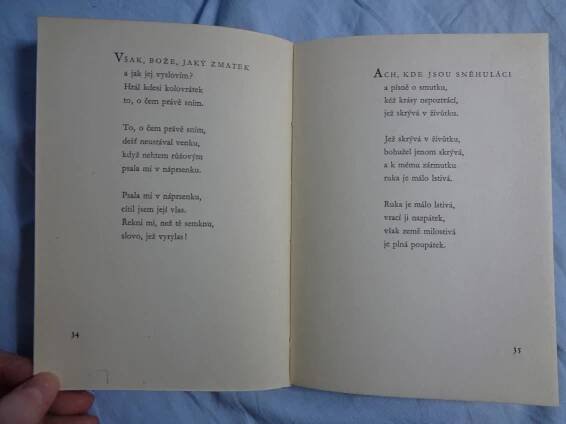 VŠAK, BOŽE, JAKÝ ZMATEK
a jak jej vyslovím?
Hrál kdesi kolovrátek
to, o čem právě sním.
To, o čem právě sním,
dešť neustával venku,
když nehtem růžovým
psala mi v náprsenku.
Psala mi v náprsenku,
cítil jsem její vlas.
Řekni mi, než tě semknu,
slovo, jež vyrylas!
34
ACH, KDE JSOU SNĚHULÁCI
a písně o smutku,
kéž krásy nepoztrácí,
jež skrývá v živůtku.
Jež skrývá v živůtku,
bohužel jenom skrývá,
a k mému zármutku
ruka je málo lstivá.
Ruka je málo lstivá,
vrací ji nazpátek,
však země milostivá
je plná poupátek.
35